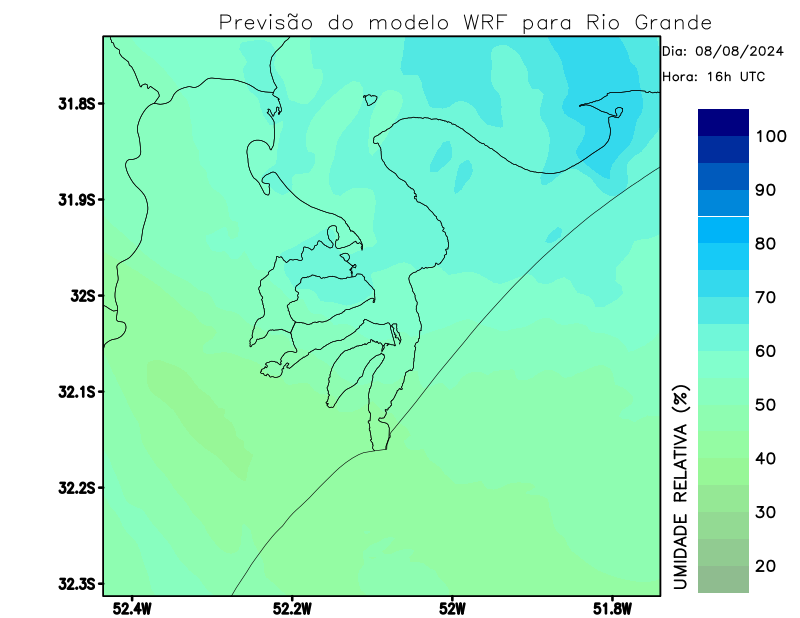 Previsão do modelo WRF para Rio Grande
Dia: 08/08/2024
Hora: 16h UTC
31.8S
31.9S
32S
32.1S
32.2S
32.3S
52.4W
52.2W
52W
51.8W
100
90
80
70
60
50
40
30
20
UMIDADE RELATIVA (%)